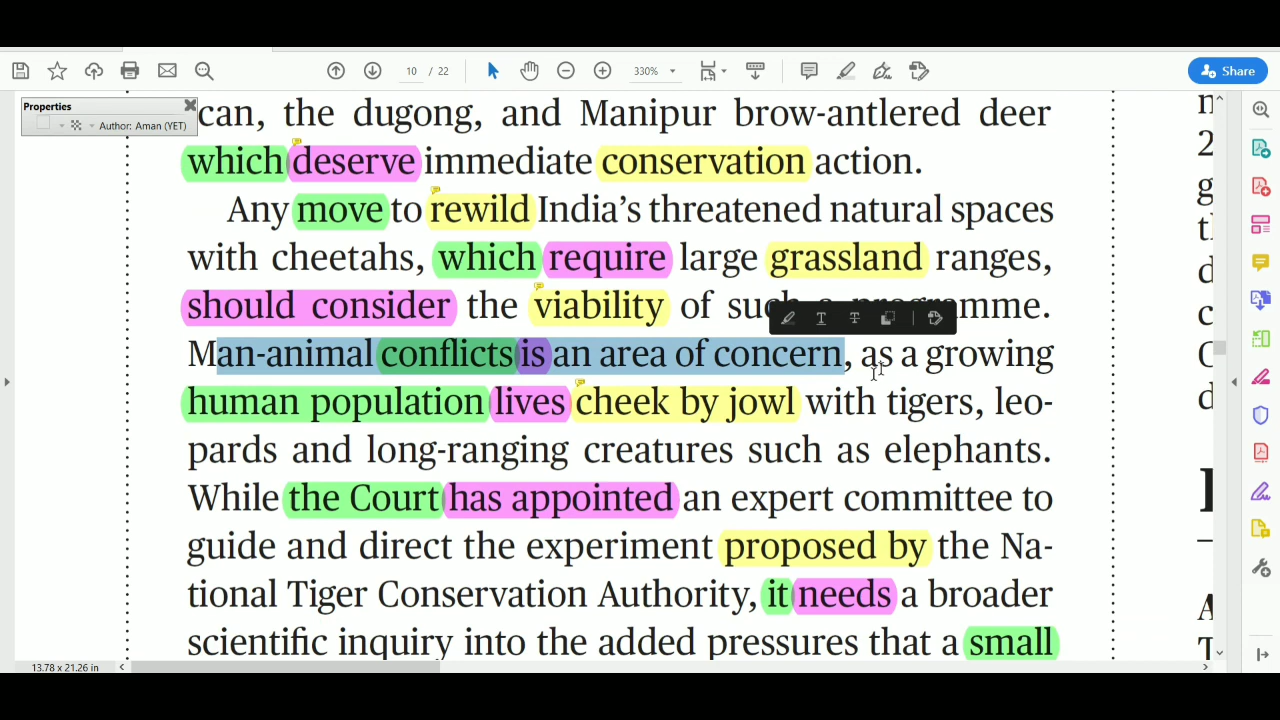 10 / 22
330%
Share
Properties
Author: Aman (YET)
can, the dugong, and Manipur brow-antlered deer
which deserve immediate conservation action.
Any move to rewild India's threatened natural spaces
with cheetahs, which require large grassland ranges,
should consider the viability of such a programme.
Man-animal conflicts is an area of concern, as a growing
human population lives cheek by jowl with tigers, leo-
pards and long-ranging creatures such as elephants.
While the Court has appointed an expert committee to
guide and direct the experiment proposed by the Na-
tional Tiger Conservation Authority, it needs a broader
scientific inquiry into the added pressures that a small
13.78 x 21.26 in